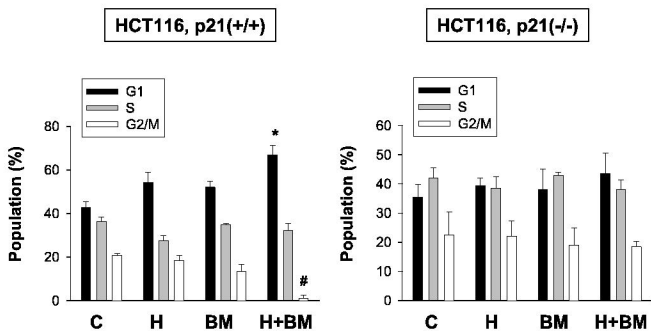 HCT116, p21(+/+)
G1
S
G2/M
Population (%)
80
60
40
20
0
*
#
C H BM H+BM
HCT116, p21(-/-)
G1
S
G2/M
Population (%)
60
50
40
30
20
10
0
C H BM H+BM